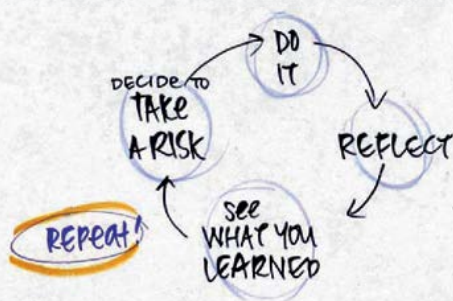 DECIDE TO
TAKE
A RISK
DO
IT
REFLECT
see
WHAT YOU
LEARNED
REPeat!